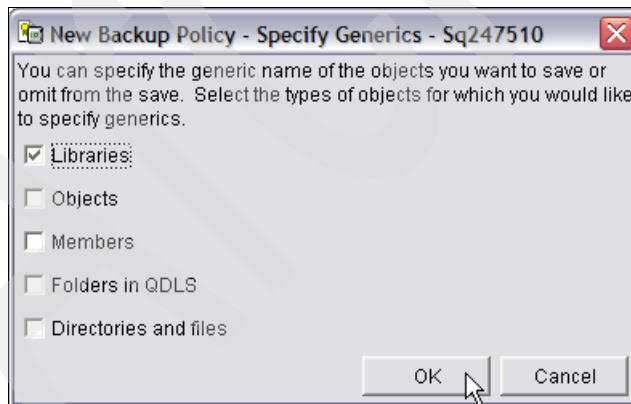 New Backup Policy - Specify Generics - Sq247510
You can specify the generic name of the objects you want to save or
omit from the save. Select the types of objects for which you would like
to specify generics.
Libraries
Objects
Members
Folders in QDLS
Directories and files
OK
Cancel